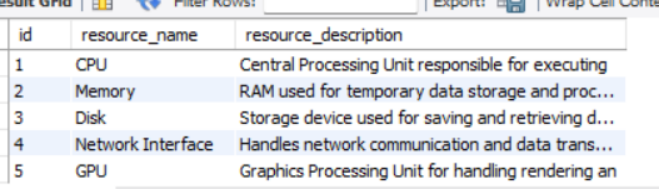 Result Grid Filter Rows: Export: Wrap Cell Conte
id resource_name resource_description
1 CPU Central Processing Unit responsible for executing
2 Memory RAM used for temporary data storage and proc...
3 Disk Storage device used for saving and retrieving d...
4 Network Interface Handles network communication and data trans...
5 GPU Graphics Processing Unit for handling rendering an